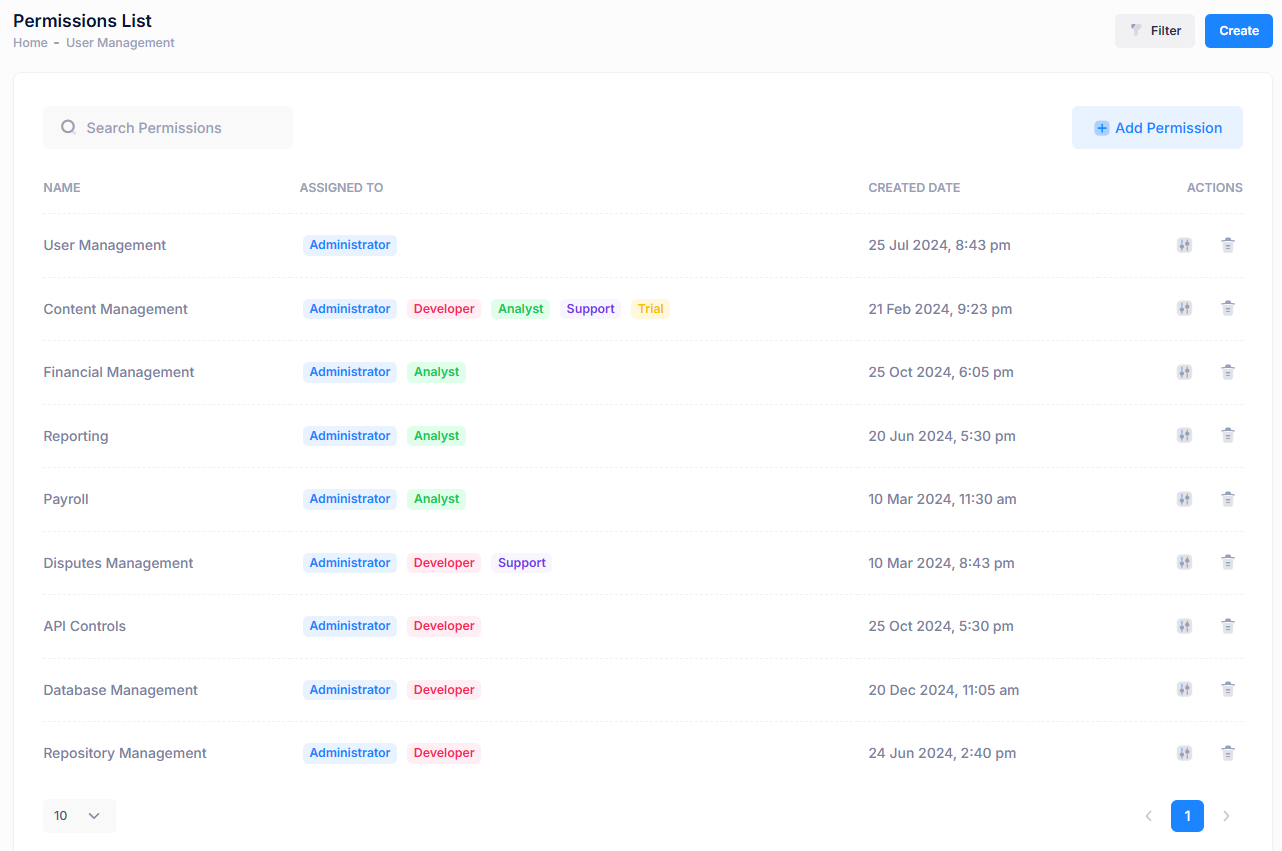 Permissions List
Home - User Management
Filter
Create
Search Permissions
Add Permission
NAME ASSIGNED TO CREATED DATE ACTIONS
User Management Administrator 25 Jul 2024, 8:43 pm
Content Management Administrator Developer Analyst Support Trial 21 Feb 2024, 9:23 pm
Financial Management Administrator Analyst 25 Oct 2024, 6:05 pm
Reporting Administrator Analyst 20 Jun 2024, 5:30 pm
Payroll Administrator Analyst 10 Mar 2024, 11:30 am
Disputes Management Administrator Developer Support 10 Mar 2024, 8:43 pm
API Controls Administrator Developer 25 Oct 2024, 5:30 pm
Database Management Administrator Developer 20 Dec 2024, 11:05 am
Repository Management Administrator Developer 24 Jun 2024, 2:40 pm
10 1